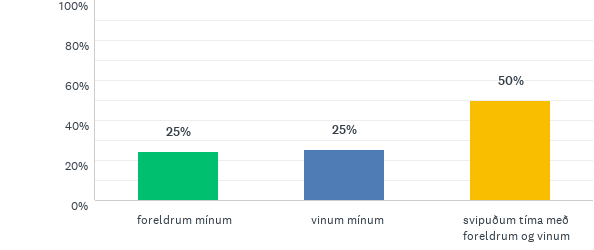 100%
80%
60%
40%
20%
0%
25%
25%
50%
foreldrum mínum
vinum mínum
svipuðum tíma með
foreldrum og vinum